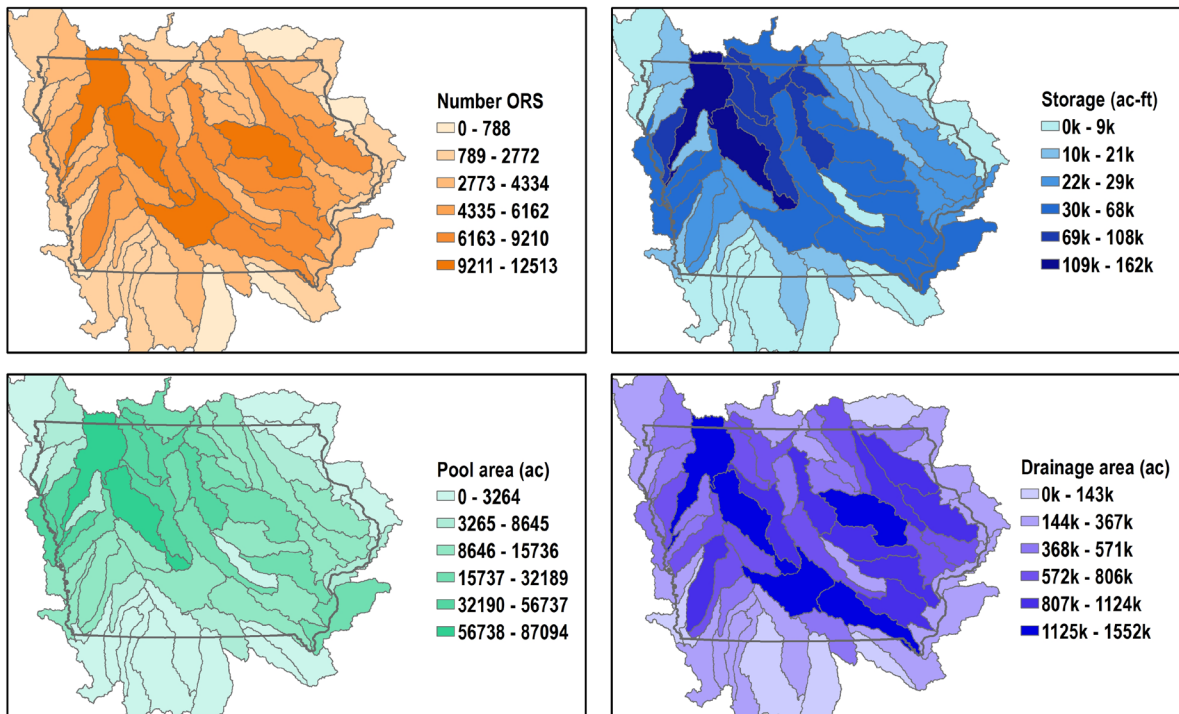 Number ORS
0 - 788
789 - 2772
2773 - 4334
4335 - 6162
6163 - 9210
9211 - 12513
Storage (ac-ft)
0k - 9k
10k - 21k
22k - 29k
30k - 68k
69k - 108k
109k - 162k
Pool area (ac)
0 - 3264
3265 - 8645
8646 - 15736
15737 - 32189
32190 - 56737
56738 - 87094
Drainage area (ac)
0k - 143k
144k - 367k
368k - 571k
572k - 806k
807k - 1124k
1125k - 1552k